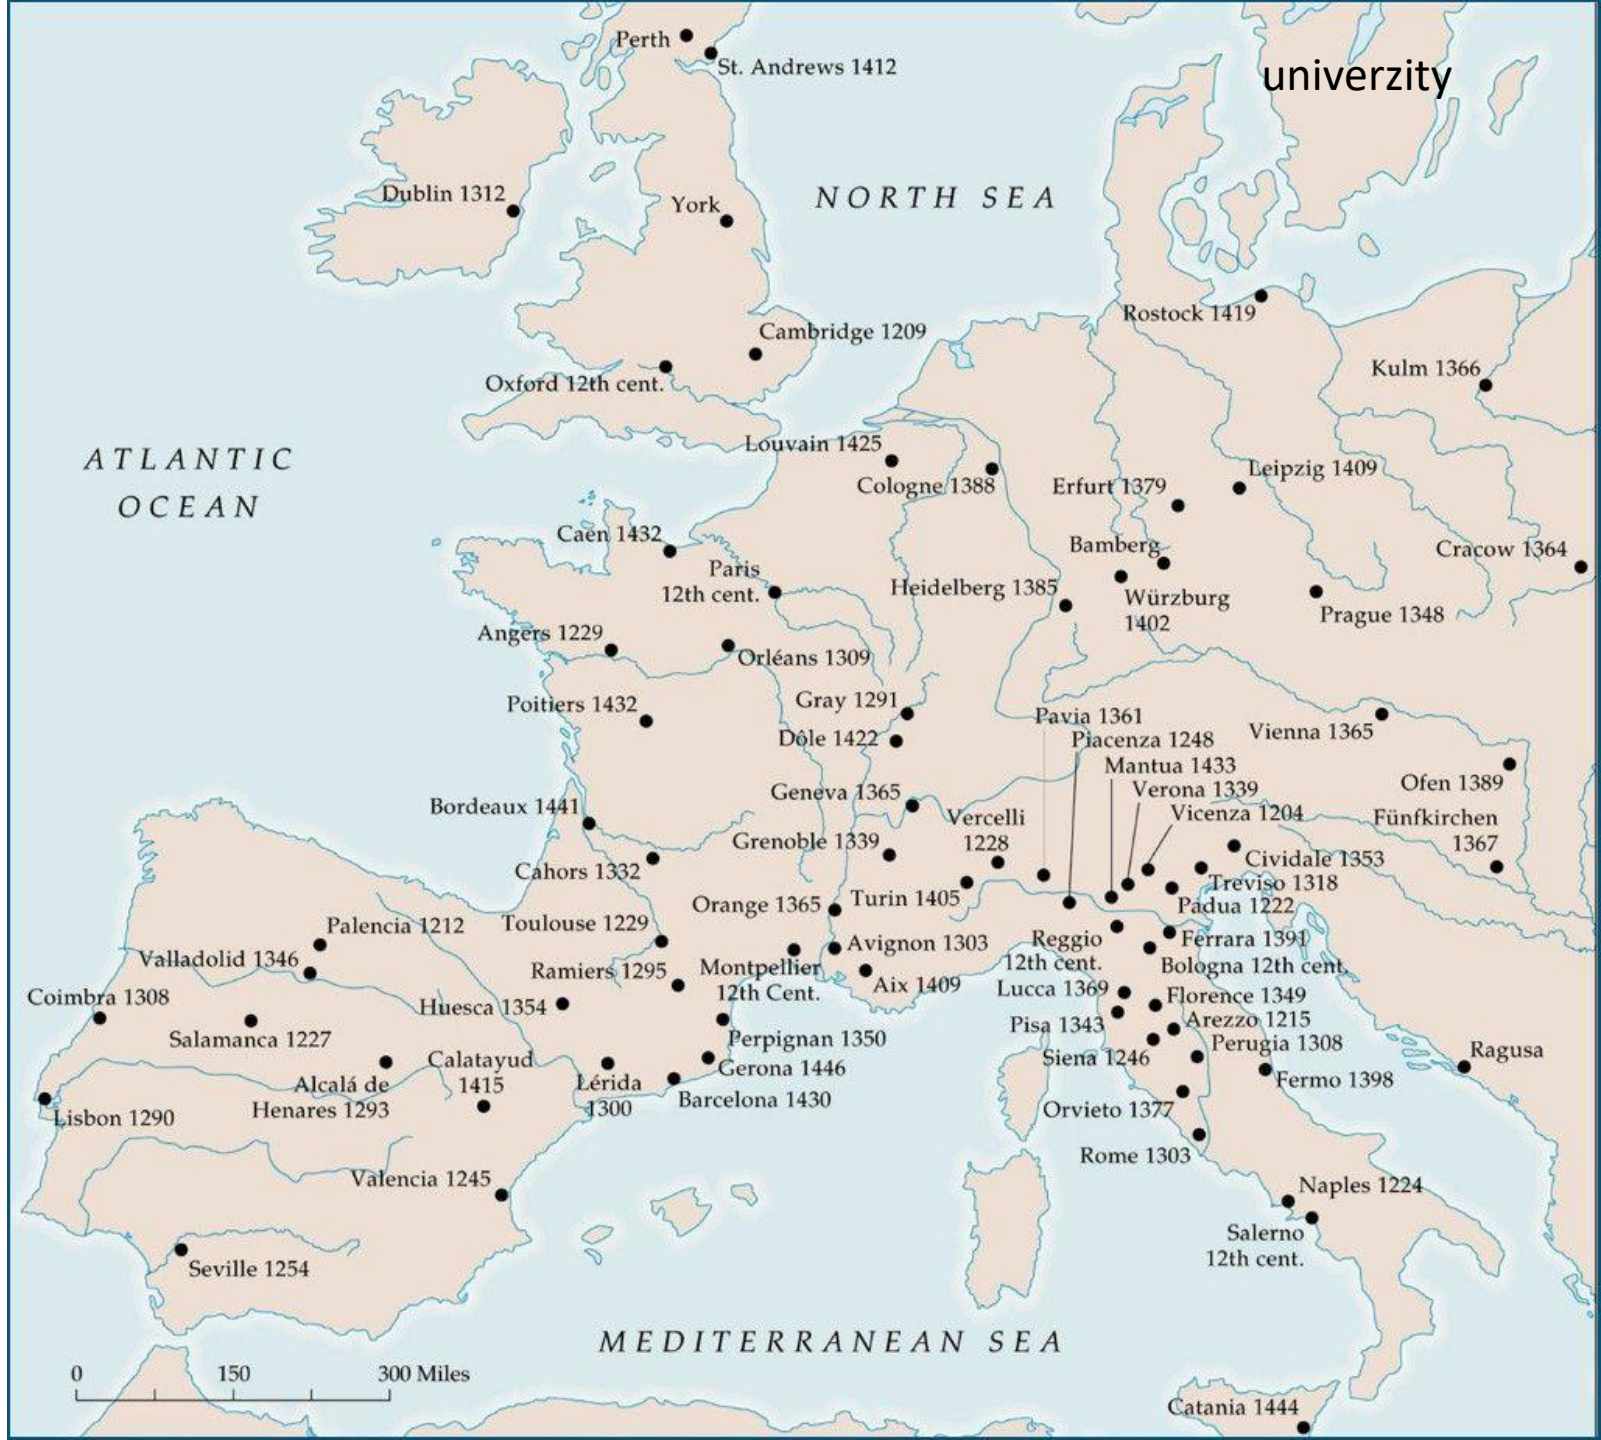 Perth
St. Andrews 1412
univerzity
Dublin 1312
York
NORTH SEA
Cambridge 1209
Oxford 12th cent.
Rostock 1419
Kulm 1366
ATLANTIC
OCEAN
Louvain 1425
Cologne 1388
Erfurt 1379
Leipzig 1409
Caen 1432
Bamberg
Cracow 1364
Paris
12th cent.
Heidelberg 1385
Würzburg
1402
Prague 1348
Angers 1229
Orléans 1309
Poitiers 1432
Gray 1291
Dôle 1422
Pavia 1361
Piacenza 1248
Vienna 1365
Mantua 1433
Verona 1339
Vicenza 1204
Ofen 1389
Geneva 1365
Vercelli
1228
Fünfkirchen
1367
Bordeaux 1441
Grenoble 1339
Cividale 1353
Cahors 1332
Treviso 1318
Orange 1365
Turin 1405
Padua 1222
Palencia 1212
Toulouse 1229
Valladolid 1346
Avignon 1303
Reggio
12th cent.
Ferrara 1391
Bologna 12th cent.
Ramiers 1295
Montpellier
12th Cent.
Aix 1409
Coimbra 1308
Huesca 1354
Lucca 1369
Florence 1349
Salamanca 1227
Perpignan 1350
Pisa 1343
Arezzo 1215
Siena 1246
Perugia 1308
Ragusa
Alcalá de
Henares 1293
Calatayud
1415
Lérida
1300
Gerona 1446
Barcelona 1430
Fermo 1398
Lisbon 1290
Orvieto 1377
Rome 1303
Valencia 1245
Naples 1224
Salerno
12th cent.
Seville 1254
MEDITERRANEAN SEA
0 150 300 Miles
Catania 1444